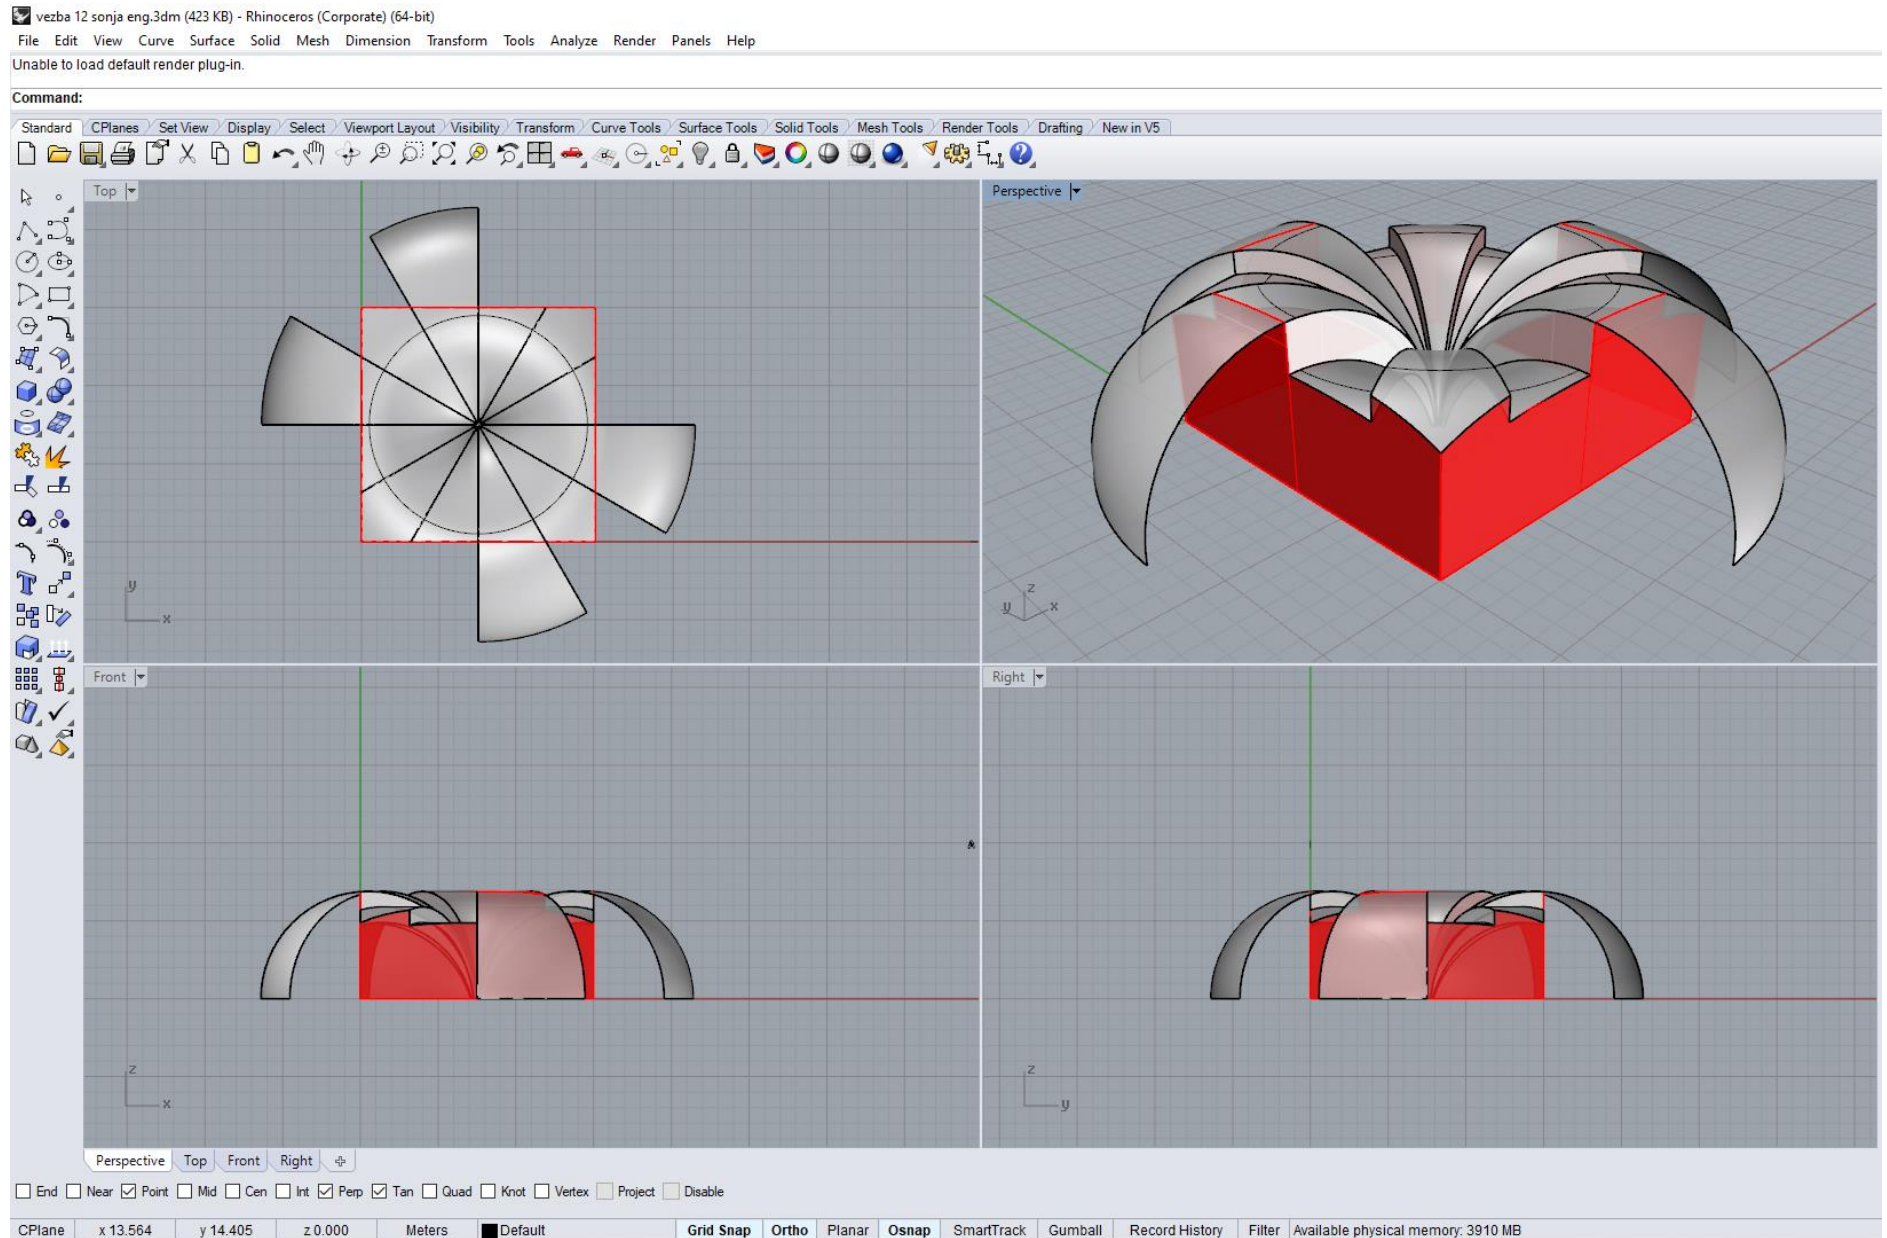 vezba 12 sonja eng.3dm (423 KB) - Rhinoceros (Corporate) (64-bit)
File Edit View Curve Surface Solid Mesh Dimension Transform Tools Analyze Render Panels Help
Unable to load default render plug-in.
Command:
Standard CPlanes Set View Display Select Viewport Layout Visibility Transform Curve Tools Surface Tools Solid Tools Mesh Tools Render Tools Drafting New in V5
Top
y
x
Perspective
z
y
x
Front
z
x
Right
z
y
Perspective Top Front Right
End Near Point Mid Cen Int Perp Tan Quad Knot Vertex Project Disable
CPlane x 13.564 y 14.405 z 0.000 Meters Default Grid Snap Ortho Planar Osnap SmartTrack Gumball Record History Filter Available physical memory: 3910 MB